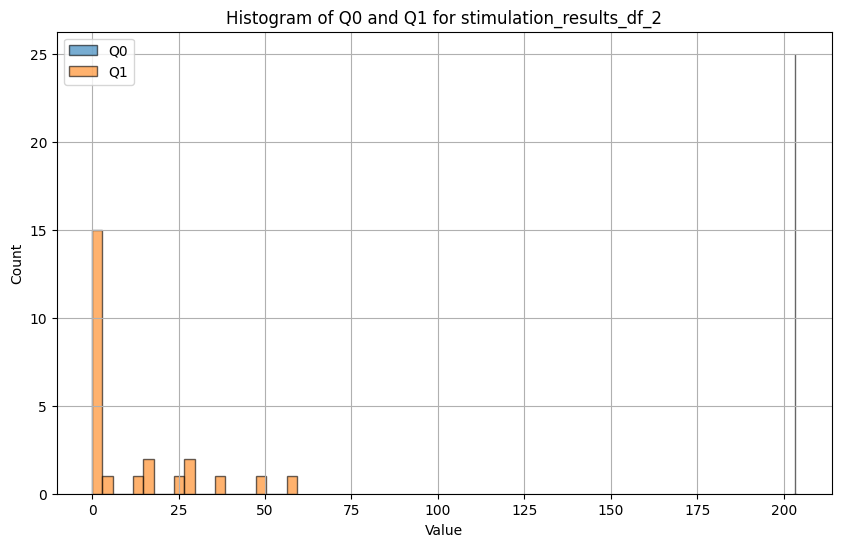 Histogram of Q0 and Q1 for stimulation_results_df_2
Q0
Q1
Count
25
20
15
10
5
0
0 25 50 75 100 125 150 175 200
Value